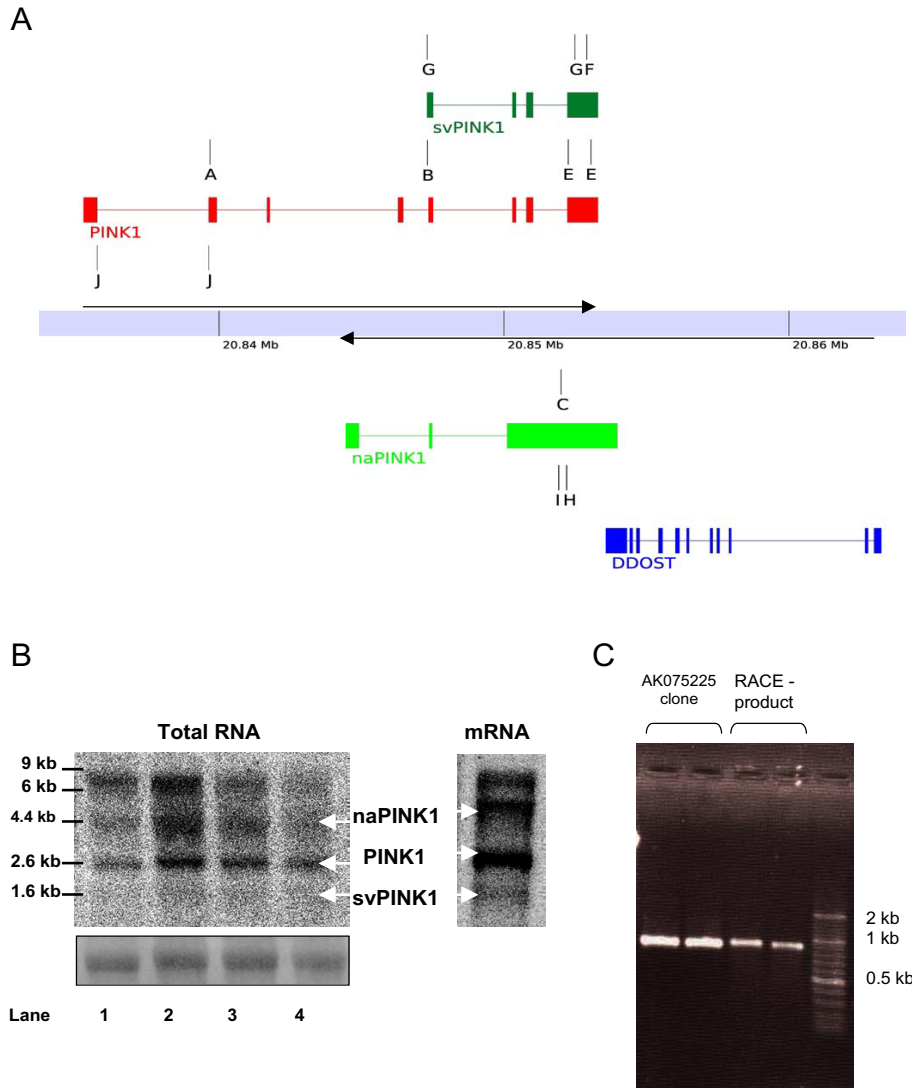 A
G
G F
svPINK1
A
B
E E
PINK1
J
J
20.84 Mb
20.85 Mb
20.86 Mb
C
naPINK1
I H
DDOST
B
C
AK075225
clone
RACE -
product
Total RNA
mRNA
9 kb
6 kb
4.4 kb
2.6 kb
1.6 kb
naPINK1
PINK1
svPINK1
2 kb
1 kb
0.5 kb
Lane 1 2 3 4